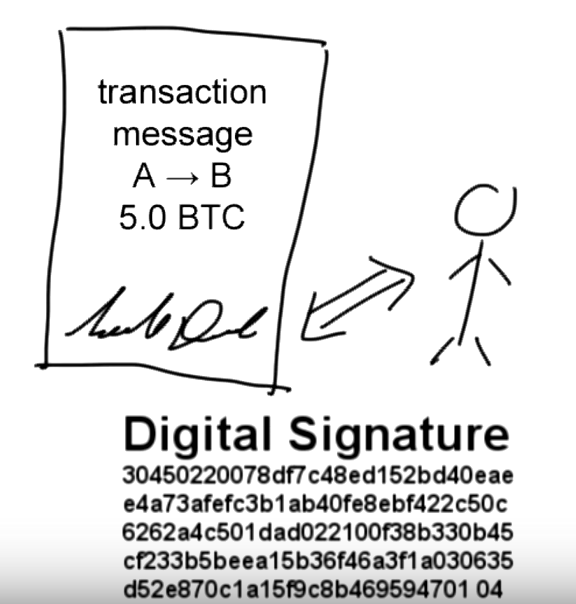 transaction
message
A → B
5.0 BTC
Digital Signature
30450220078df7c48ed152bd40eae
e4a73afefc3b1ab40fe8ebf422c50c
6262a4c501dad022100f38b330b45
cf233b5beea15b36f46a3f1a030635
d52e870c1a15f9c8b469594701 04